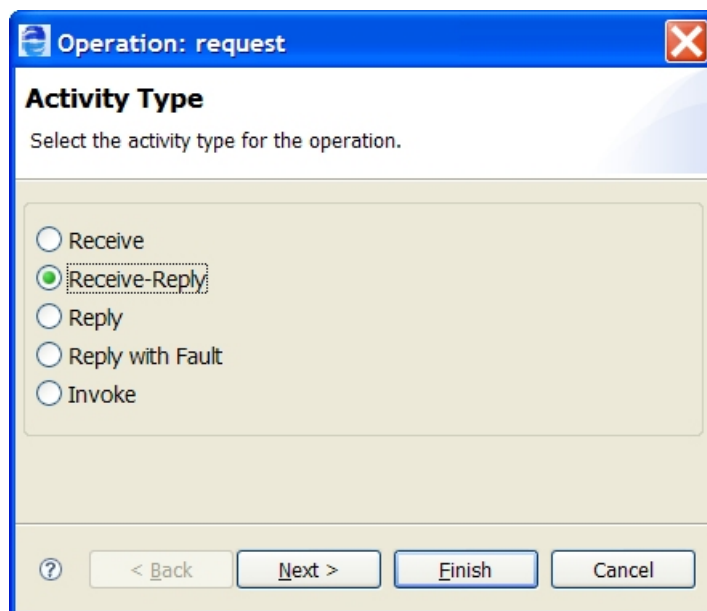 Operation: request
Activity Type
Select the activity type for the operation.
Receive
Receive-Reply
Reply
Reply with Fault
Invoke
? < Back Next > Finish Cancel